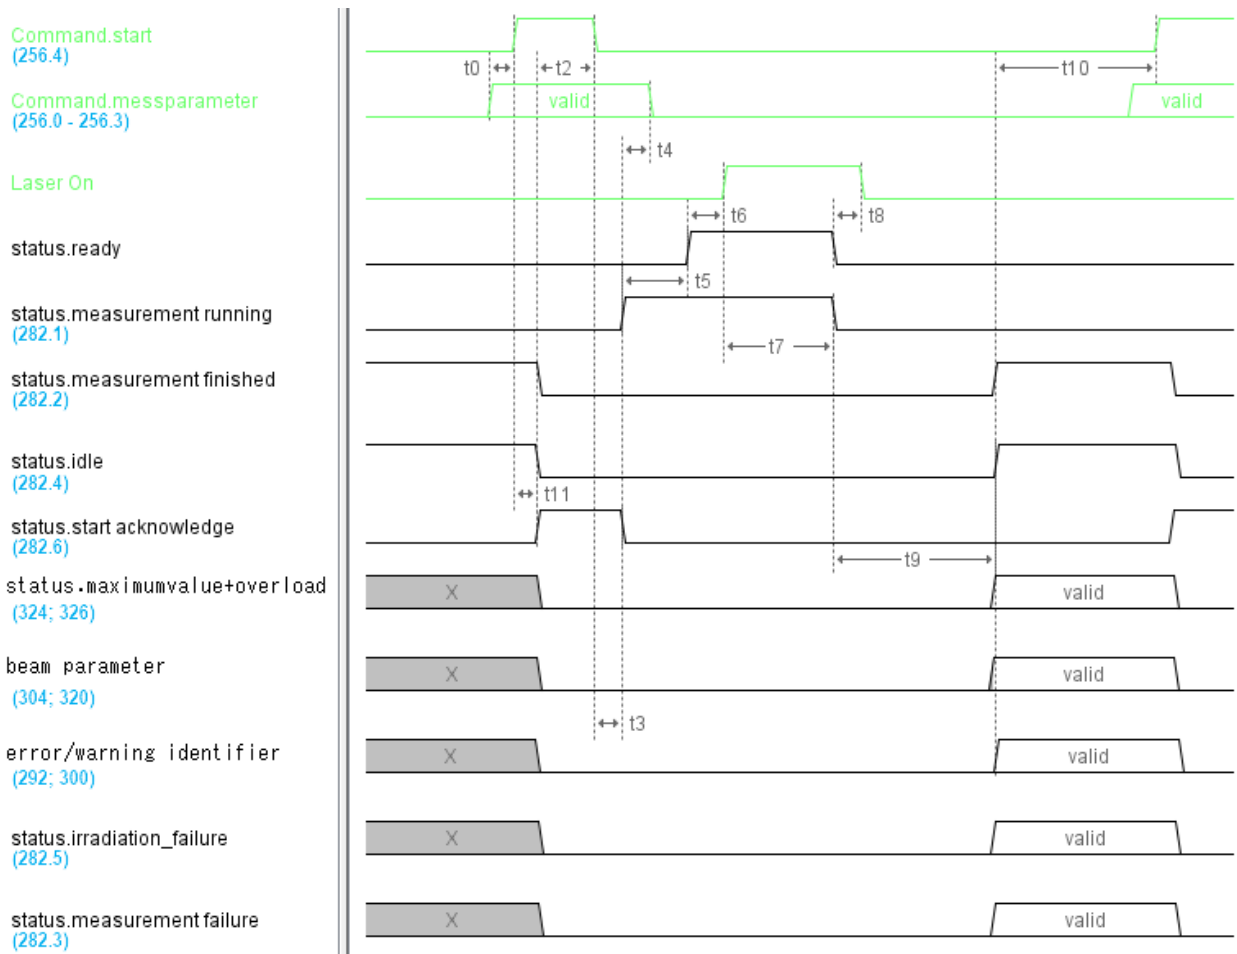 Command.start
(256.4)
t0
t2
t10
Command.messparameter
(256.0 - 256.3)
valid
valid
t4
Laser On
t6
t8
status.ready
t5
status.measurement running
(282.1)
t7
status.measurement finished
(282.2)
status.idle
(282.4)
t11
status.start acknowledge
(282.6)
t9
status.maximumvalue+overload
(324; 326)
X
valid
beam parameter
(304; 320)
X
valid
t3
error/warning identifier
(292; 300)
X
valid
status.irradiation_failure
(282.5)
X
valid
status.measurement failure
(282.3)
X
valid